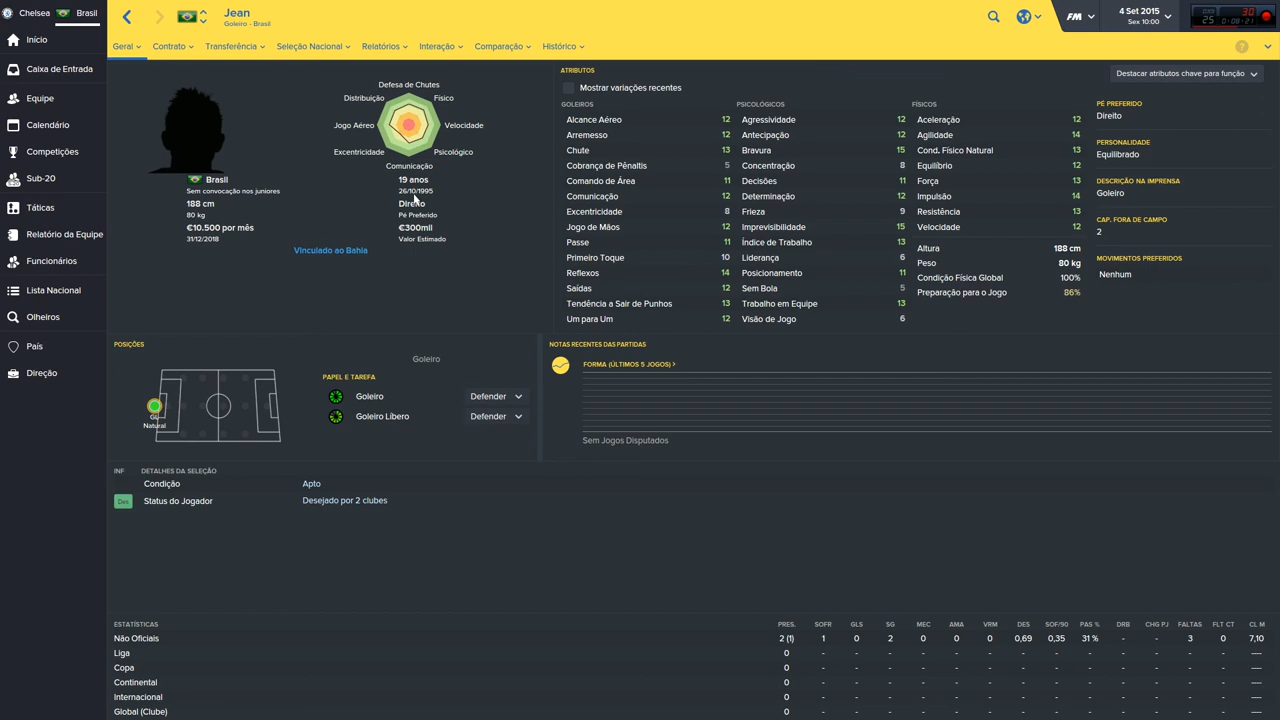 Chelsea
Brasil
Jean
Goleiro - Brasil
FM
4 Set 2015
Sex 10:00
25
30
0:08:21
Início
Caixa de Entrada
Equipe
Calendário
Competições
Sub-20
Táticas
Relatório da Equipe
Funcionários
Lista Nacional
Olheiros
País
Direção
Geral
Contrato
Transferência
Seleção Nacional
Relatórios
Interação
Comparação
Histórico
?
Defesa de Chutes
Distribuição
Físico
Jogo Aéreo
Velocidade
Excentricidade
Psicológico
Comunicação
Brasil
Sem convocação nos juniores
188 cm
80 kg
€10.500 por mês
31/12/2018
19 anos
26/10/1995
Direito
Pé Preferido
€300mil
Valor Estimado
Vinculado ao Bahia
ATRIBUTOS
Destacar atributos chave para função
Mostrar variações recentes
GOLEIROS
Alcance Aéreo 12
Arremesso 12
Chute 13
Cobrança de Pênaltis 5
Comando de Área 11
Comunicação 12
Excentricidade 8
Jogo de Mãos 12
Passe 11
Primeiro Toque 10
Reflexos 14
Saídas 12
Tendência a Sair de Punhos 13
Um para Um 12
PSICOLÓGICOS
Agressividade 12
Antecipação 12
Bravura 15
Concentração 8
Decisões 11
Determinação 12
Frieza 9
Imprevisibilidade 15
Índice de Trabalho 13
Liderança 6
Posicionamento 11
Sem Bola 5
Trabalho em Equipe 13
Visão de Jogo 6
FÍSICOS
Aceleração 12
Agilidade 14
Cond. Físico Natural 13
Equilíbrio 12
Força 13
Impulsão 14
Resistência 13
Velocidade 12
Altura 188 cm
Peso 80 kg
Condição Física Global 100%
Preparação para o Jogo 86%
PÉ PREFERIDO
Direito
PERSONALIDADE
Equilibrado
DESCRIÇÃO NA IMPRENSA
Goleiro
CAP. FORA DE CAMPO
2
MOVIMENTOS PREFERIDOS
Nenhum
POSIÇÕES
Goleiro
GL
Natural
PAPEL E TAREFA
Goleiro Defender
Goleiro Líbero Defender
NOTAS RECENTES DAS PARTIDAS
FORMA (ÚLTIMOS 5 JOGOS) >
Sem Jogos Disputados
INF DETALHES DA SELEÇÃO
Condição Apto
Des Status do Jogador Desejado por 2 clubes
ESTATÍSTICAS PRES. SOFR GLS SG MEC AMA VRM DES SOF/90 PAS % DRB CHG PJ FALTAS FLT CT CL M
Não Oficiais 2 (1) 1 0 2 0 0 0 0,69 0,35 31 % - - 3 0 7,10
Liga 0 - - - - - - - - - - - - - ----
Copa 0 - - - - - - - - - - - - - ----
Continental 0 - - - - - - - - - - - - - ----
Internacional 0 - - - - - - - - - - - - - ----
Global (Clube) 0 - - - - - - - - - - - - - ----